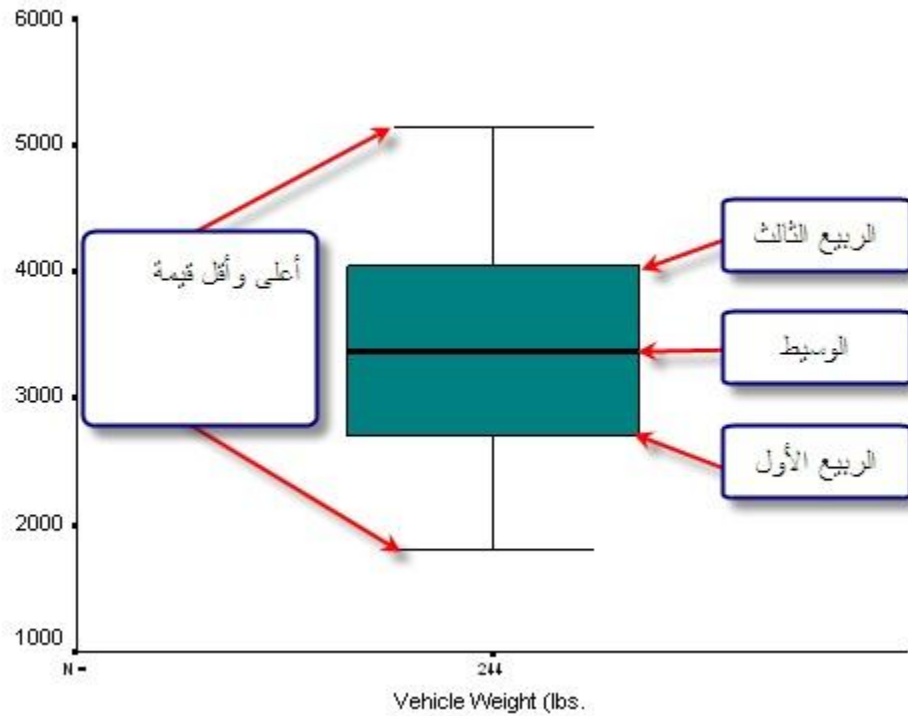 6000
5000
4000
3000
2000
1000
أعلى وأقل قيمة
الربيع الثالث
الوسيط
الربيع الأول
N =
244
Vehicle Weight (lbs.